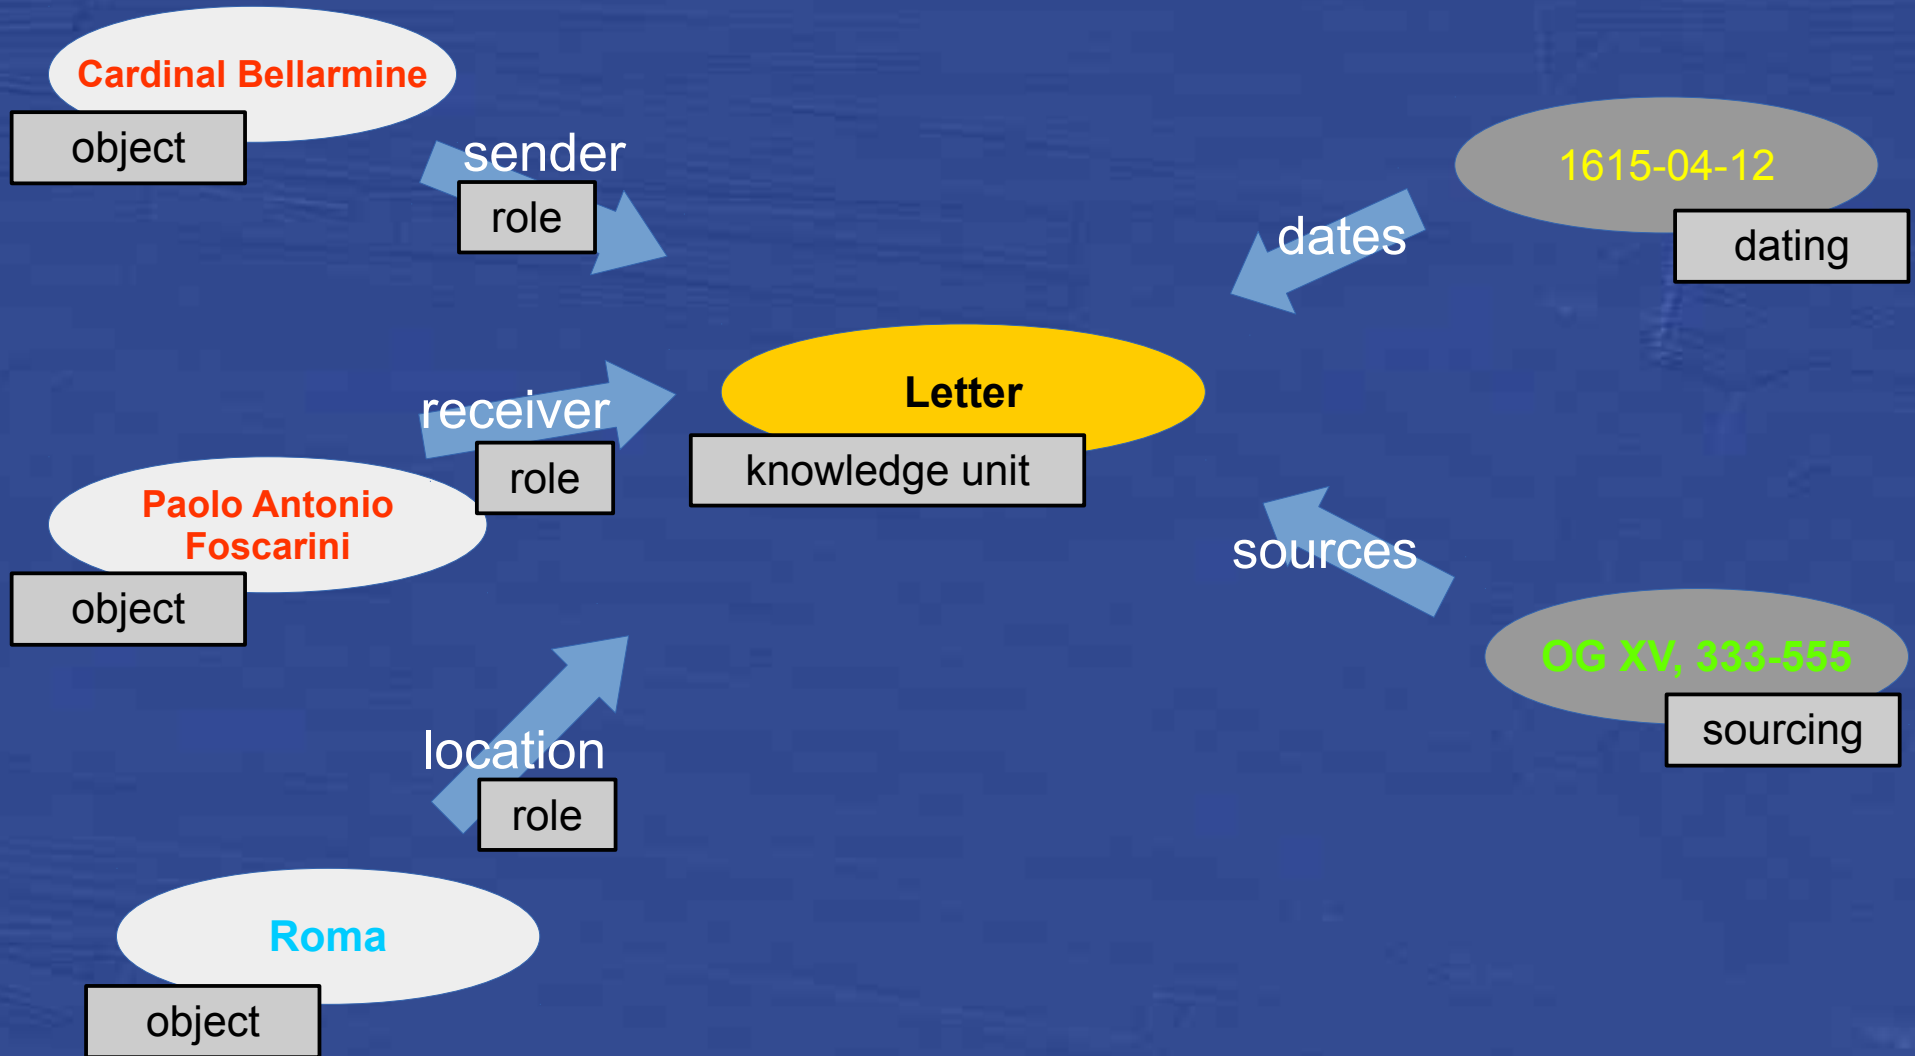 Cardinal Bellarmine
object
sender
role
1615-04-12
dating
dates
Letter
knowledge unit
receiver
role
Paolo Antonio
Foscarini
object
sources
OG XV, 333-555
sourcing
location
role
Roma
object